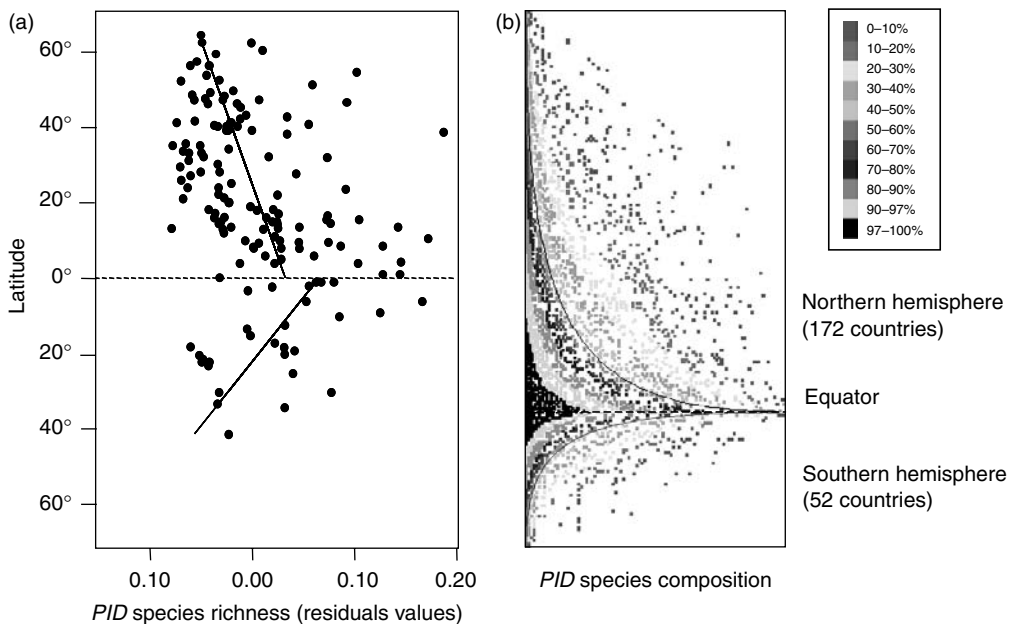 (a)
60°
40°
20°
0°
20°
40°
60°
Latitude
0.10
0.00
0.10
0.20
PID species richness (residuals values)
(b)
PID species composition
0–10%
10–20%
20–30%
30–40%
40–50%
50–60%
60–70%
70–80%
80–90%
90–97%
97–100%
Northern hemisphere
(172 countries)
Equator
Southern hemisphere
(52 countries)